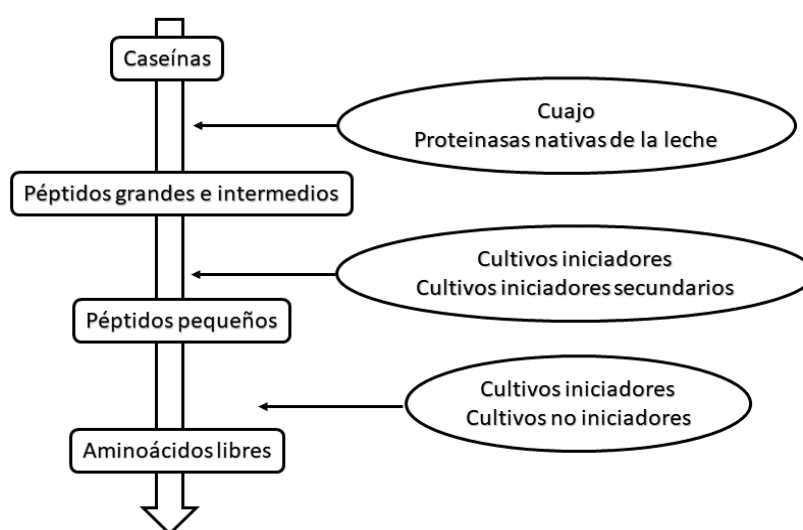 Caseínas
Cuajo
Proteinasas nativas de la leche
Péptidos grandes e intermedios
Cultivos iniciadores
Cultivos iniciadores secundarios
Péptidos pequeños
Cultivos iniciadores
Cultivos no iniciadores
Aminoácidos libres